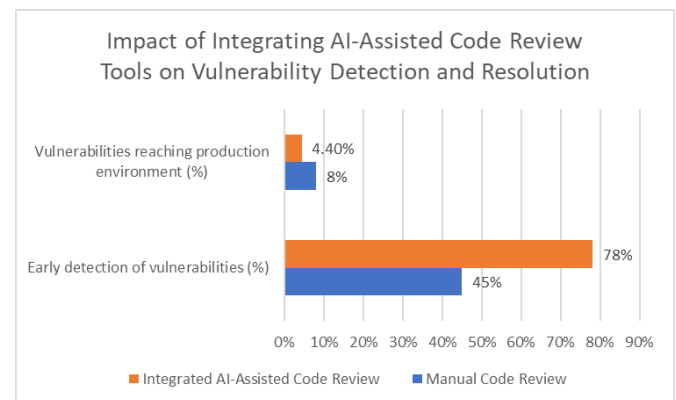 Impact of Integrating AI-Assisted Code Review
Tools on Vulnerability Detection and Resolution
Vulnerabilities reaching production
environment (%)
4.40%
8%
Early detection of vulnerabilities (%)
78%
45%
0% 10% 20% 30% 40% 50% 60% 70% 80% 90%
Integrated AI-Assisted Code Review Manual Code Review